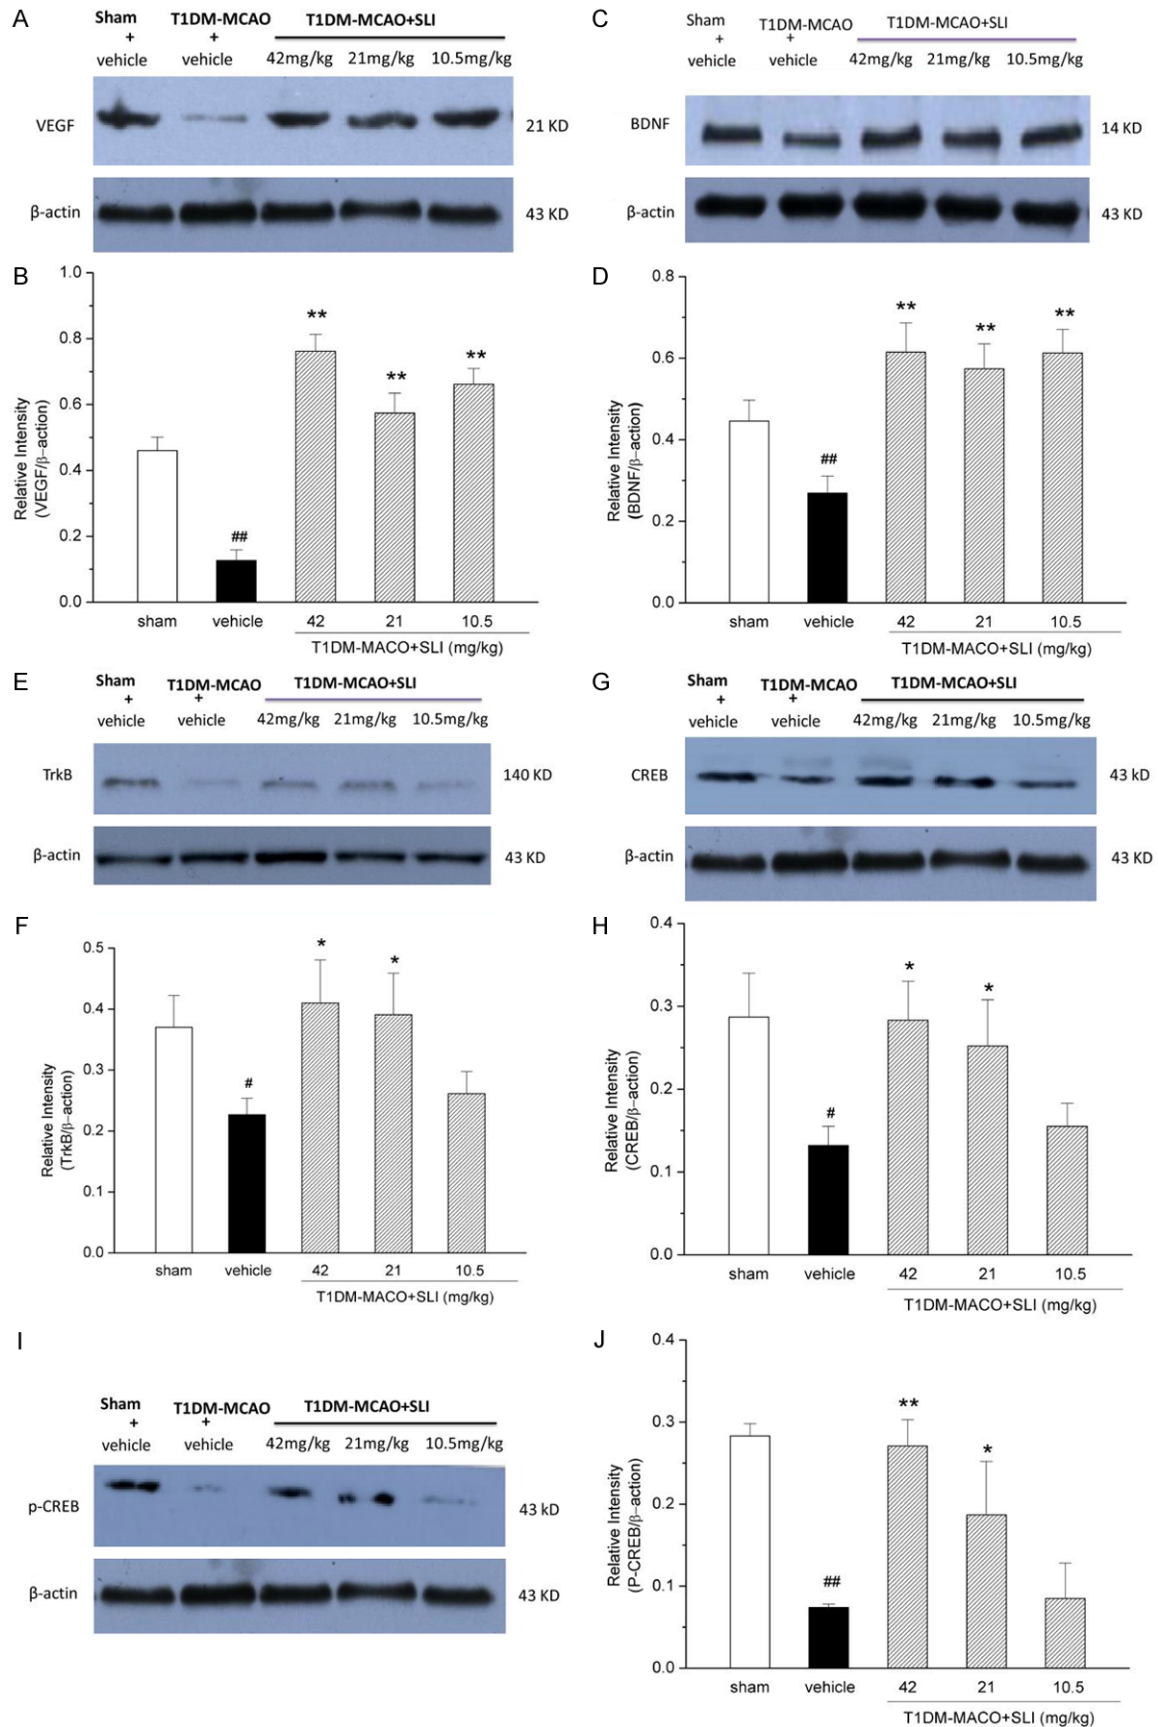 A
Sham
+
vehicle
T1DM-MCAO
+
vehicle
T1DM-MCAO+SLI
42mg/kg 21mg/kg 10.5mg/kg
VEGF
21 KD
β-actin
43 KD
C
Sham
+
vehicle
T1DM-MCAO
+
vehicle
T1DM-MCAO+SLI
42mg/kg 21mg/kg 10.5mg/kg
BDNF
14 KD
β-actin
43 KD
B
Relative Intensity
(VEGF/β-action)
1.0
0.8
0.6
0.4
0.2
0.0
##
**
**
**
sham vehicle 42 21 10.5
T1DM-MACO+SLI (mg/kg)
D
Relative Intensity
(BDNF/β-action)
0.8
0.6
0.4
0.2
0.0
##
**
**
**
sham vehicle 42 21 10.5
T1DM-MACO+SLI (mg/kg)
E
Sham
+
vehicle
T1DM-MCAO
+
vehicle
T1DM-MCAO+SLI
42mg/kg 21mg/kg 10.5mg/kg
TrkB
140 KD
β-actin
43 KD
G
Sham
+
vehicle
T1DM-MCAO
+
vehicle
T1DM-MCAO+SLI
42mg/kg 21mg/kg 10.5mg/kg
CREB
43 kD
β-actin
43 KD
F
Relative Intensity
(TrkB/β-action)
0.5
0.4
0.3
0.2
0.1
0.0
#
*
*
sham vehicle 42 21 10.5
T1DM-MACO+SLI (mg/kg)
H
Relative Intensity
(CREB/β-action)
0.4
0.3
0.2
0.1
0.0
#
*
*
sham vehicle 42 21 10.5
T1DM-MACO+SLI (mg/kg)
I
Sham
+
vehicle
T1DM-MCAO
+
vehicle
T1DM-MCAO+SLI
42mg/kg 21mg/kg 10.5mg/kg
p-CREB
43 kD
β-actin
43 KD
J
Relative Intensity
(P-CREB/β-action)
0.4
0.3
0.2
0.1
0.0
##
**
*
sham vehicle 42 21 10.5
T1DM-MACO+SLI (mg/kg)